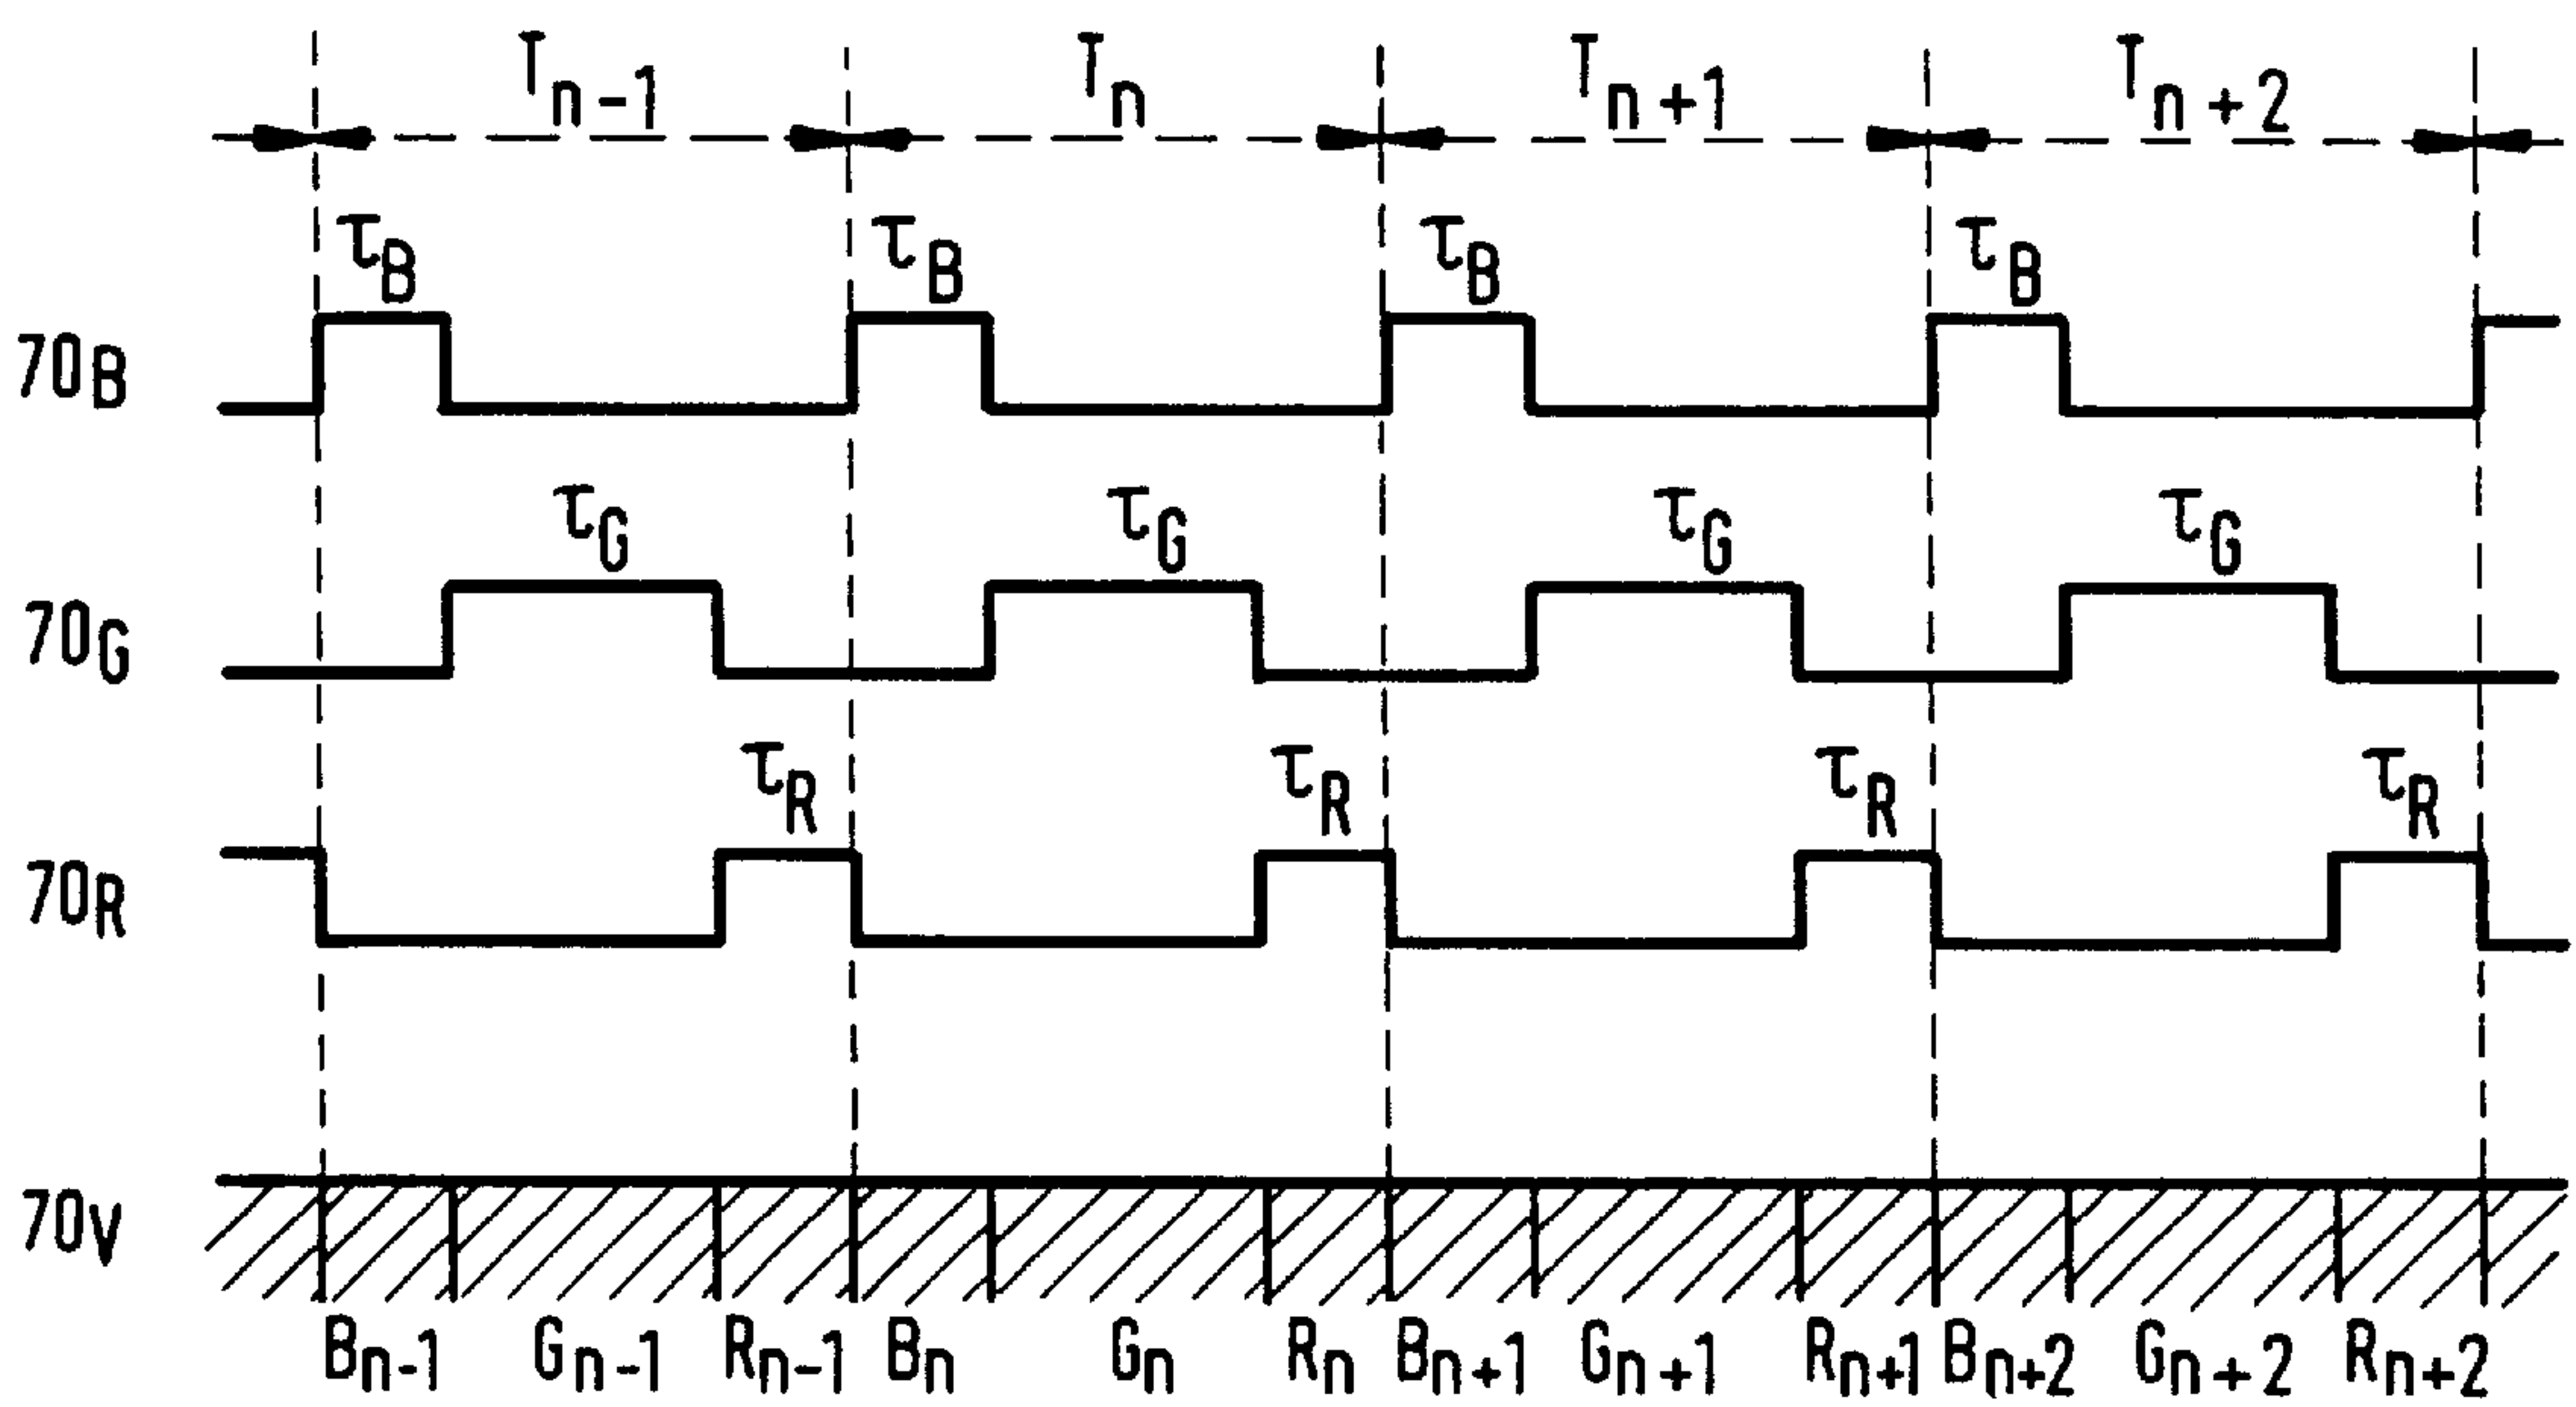 Tn-1 Tn Tn+1 Tn+2
τB τB τB τB
70B
τG τG τG τG
70G
τR τR τR τR
70R
70V
Bn-1 Gn-1 Rn-1 Bn Gn Rn Bn+1 Gn+1 Rn+1 Bn+2 Gn+2 Rn+2